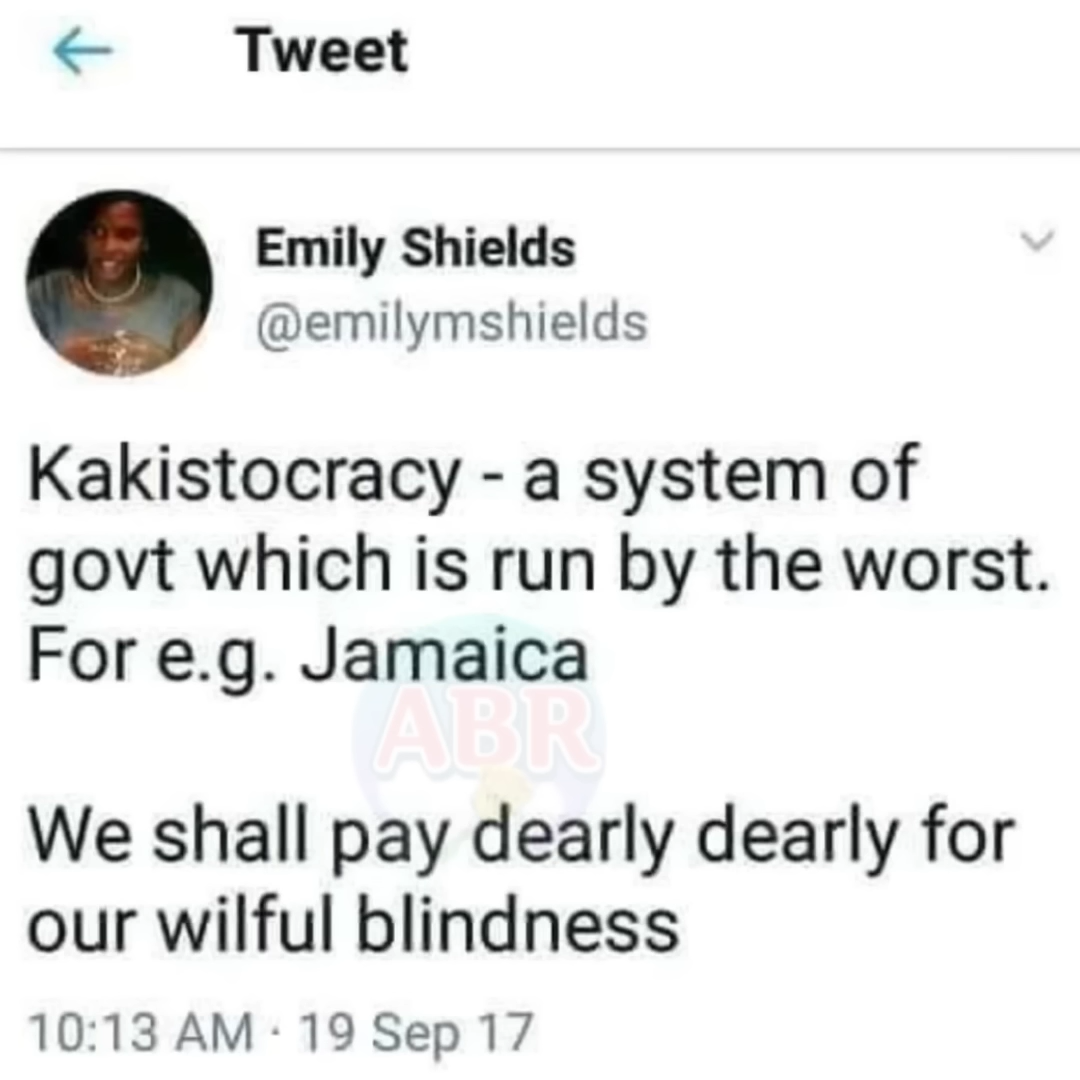 Tweet
Emily Shields
@emilymshields
Kakistocracy - a system of
govt which is run by the worst.
For e.g. Jamaica
ABR
We shall pay dearly dearly for
our wilful blindness
10:13 AM · 19 Sep 17